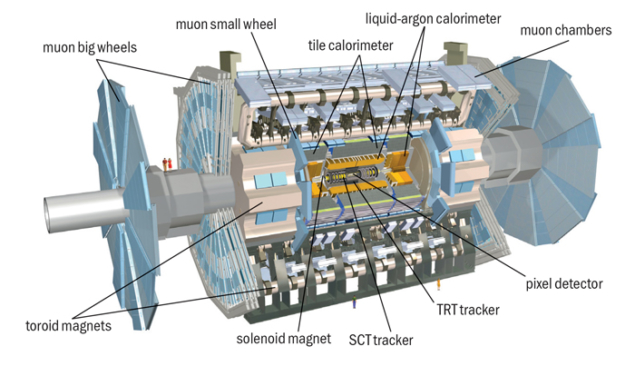 liquid-argon calorimeter
muon small wheel
muon chambers
muon big wheels
tile calorimeter
pixel detector
TRT tracker
toroid magnets
solenoid magnet
SCT tracker